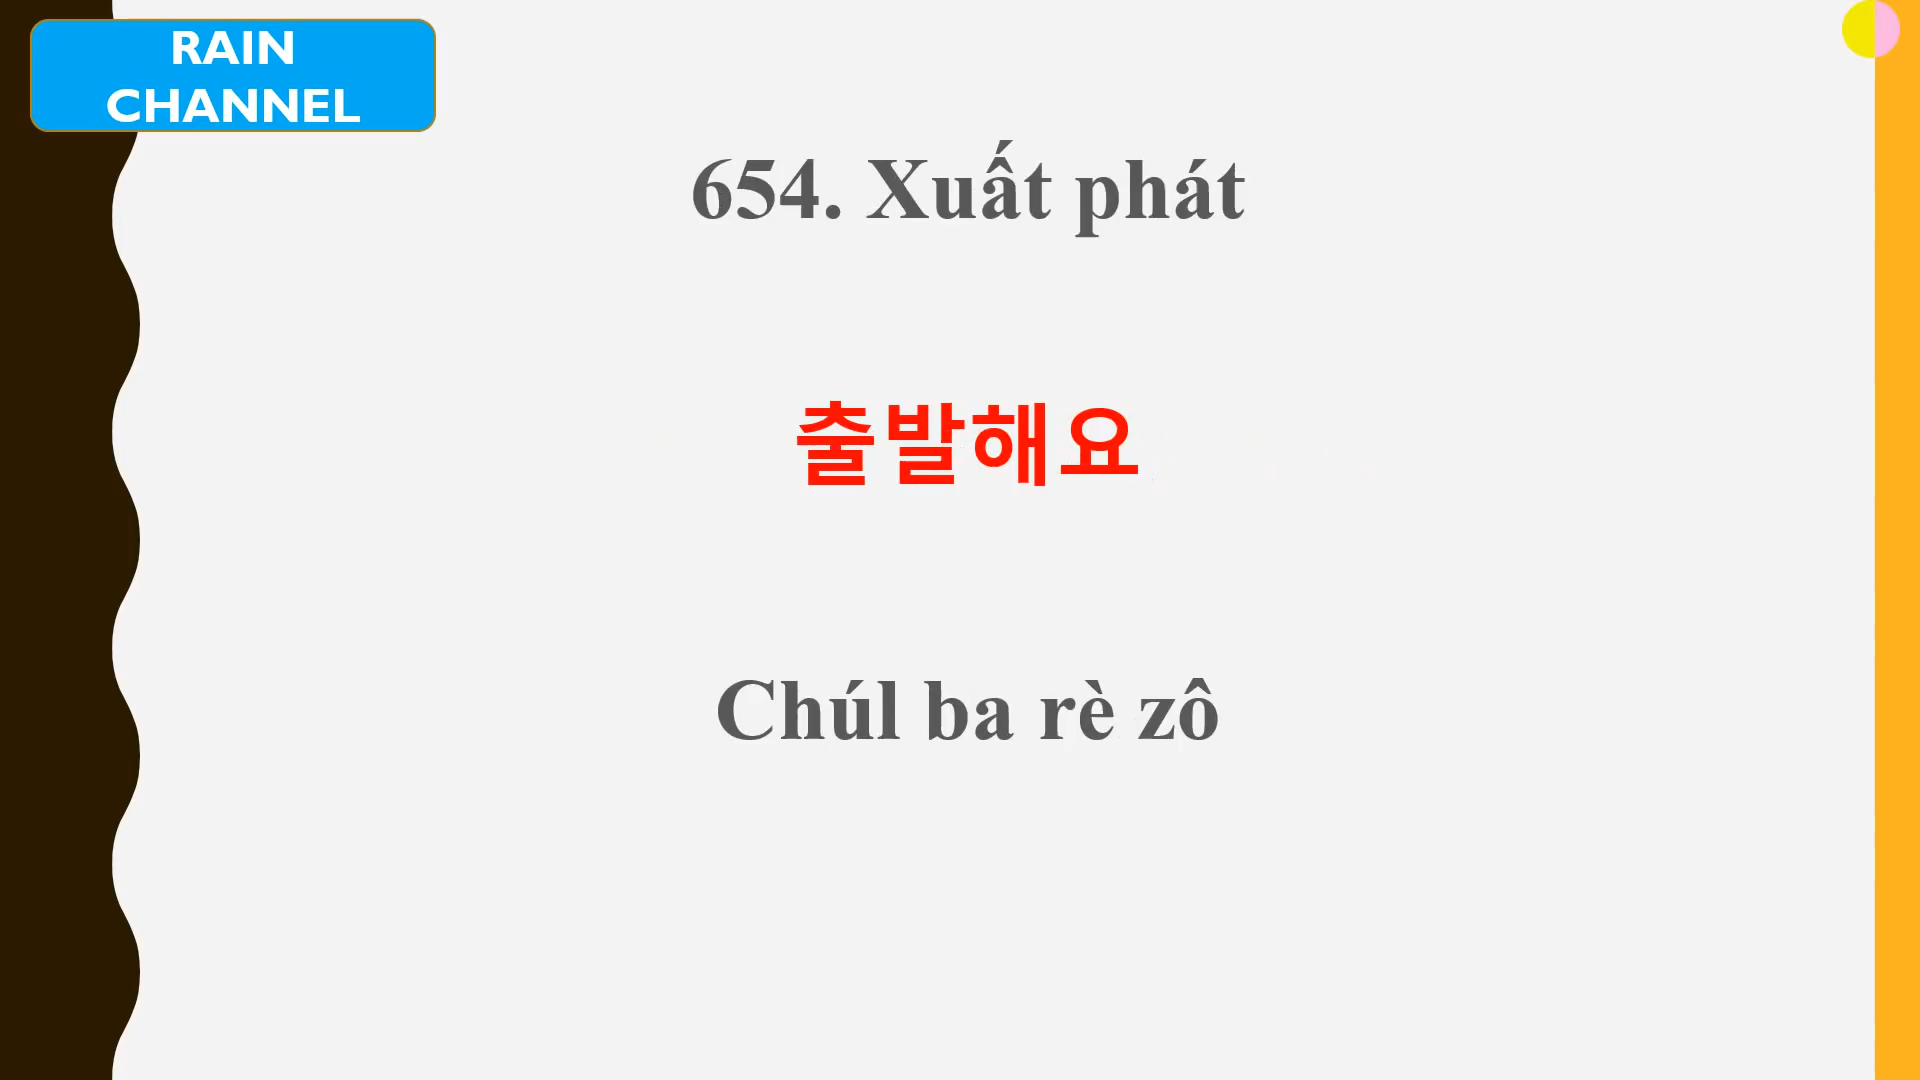 RAIN
CHANNEL
654. Xuất phát
출발해요
Chúl ba rè zô